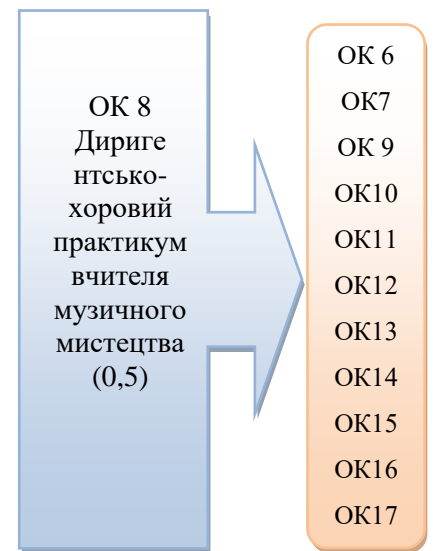 ОК 8
Дириге
нтсько-
хоровий
практикум
вчителя
музичного
мистецтва
(0,5)
ОК 6
ОК7
ОК 9
ОК10
ОК11
ОК12
ОК13
ОК14
ОК15
ОК16
ОК17